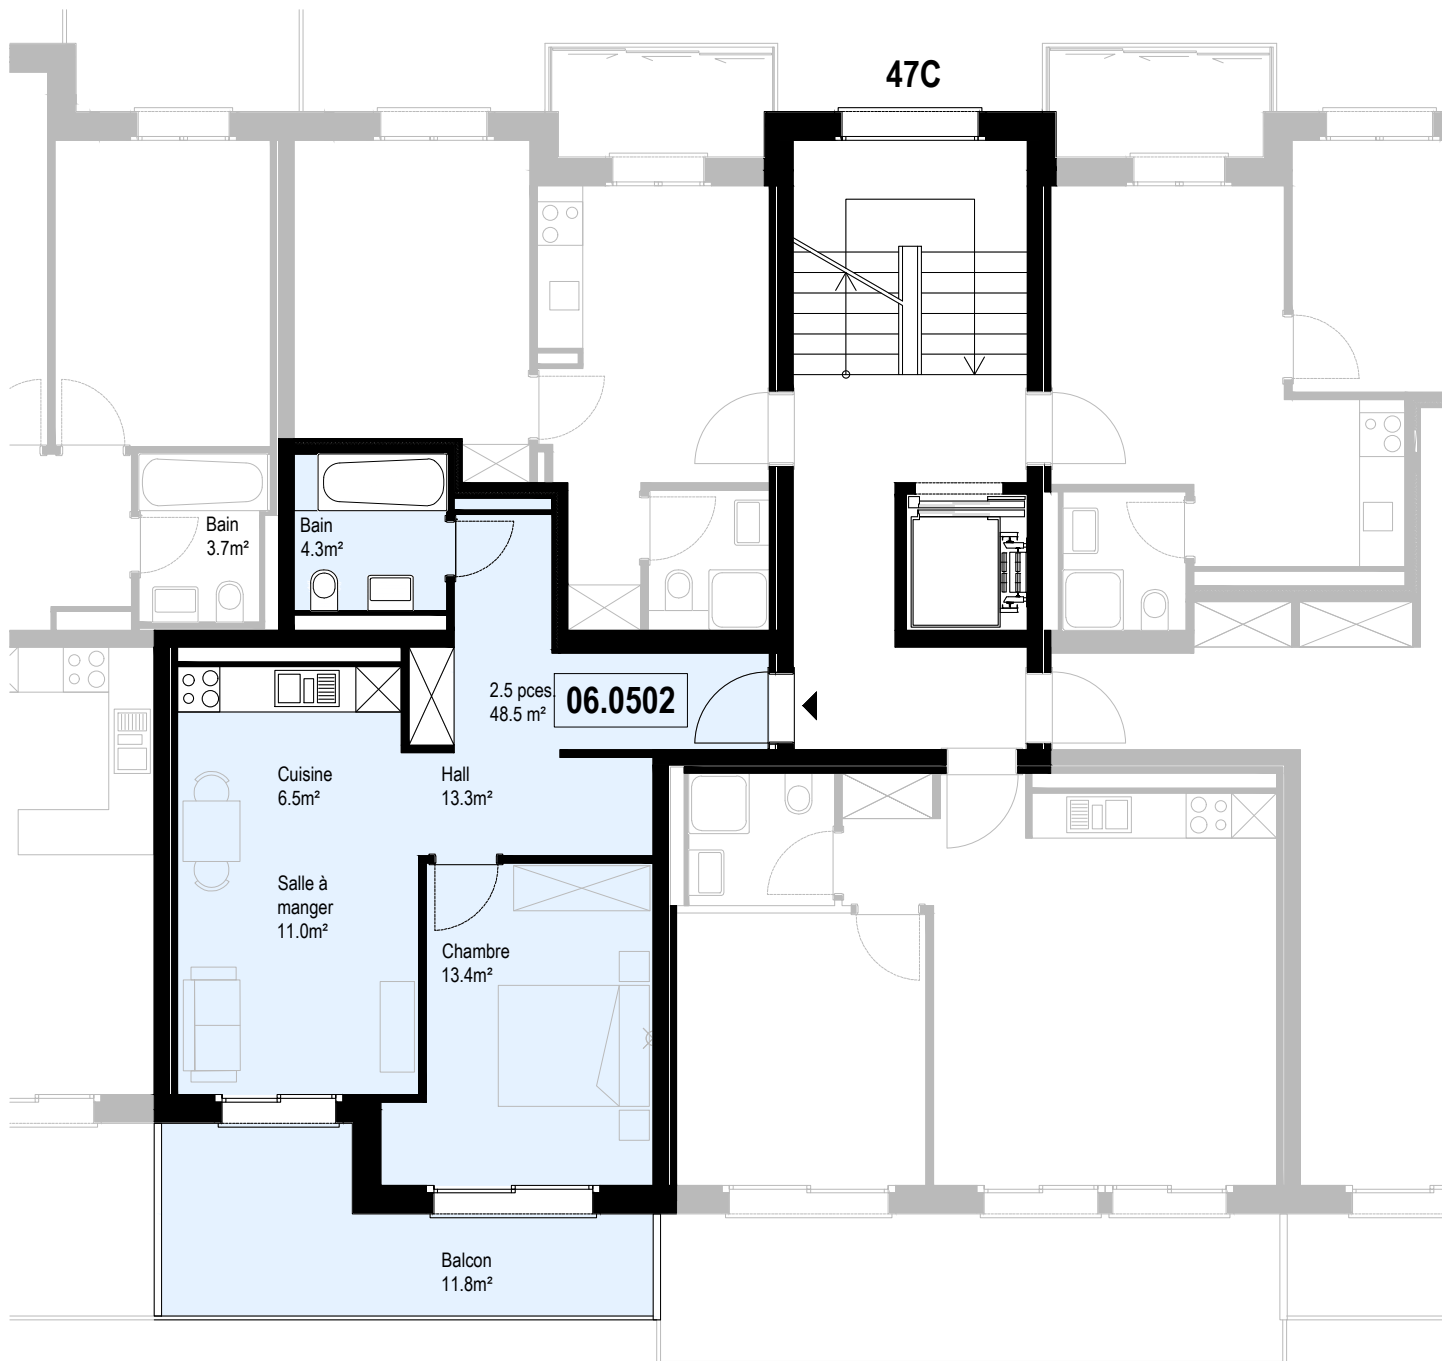 47C
Bain
3.7m²
Bain
4.3m²
2.5 pces.
48.5 m²
06.0502
Cuisine
6.5m²
Hall
13.3m²
Salle à
manger
11.0m²
Chambre
13.4m²
Balcon
11.8m²